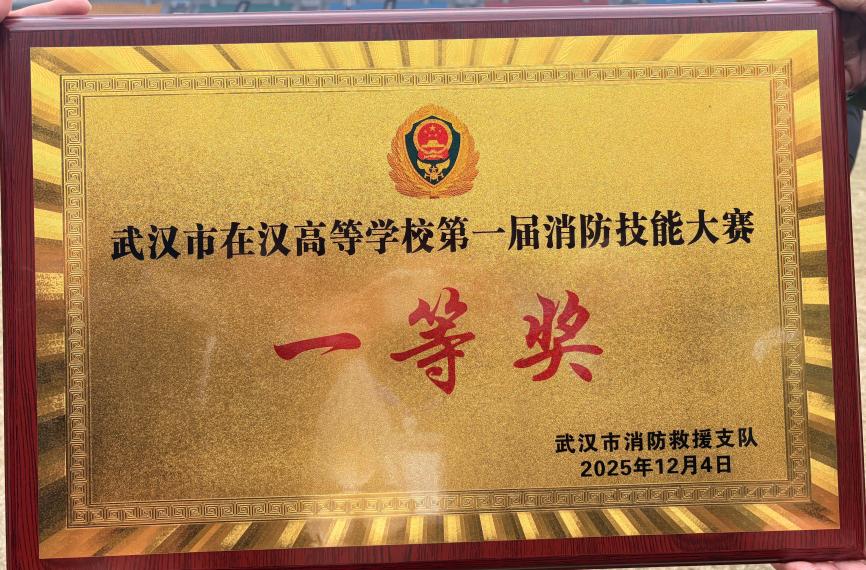 武汉市在汉高等学校第一届消防技能大赛
一等奖
武汉市消防救援支队
2025年12月4日